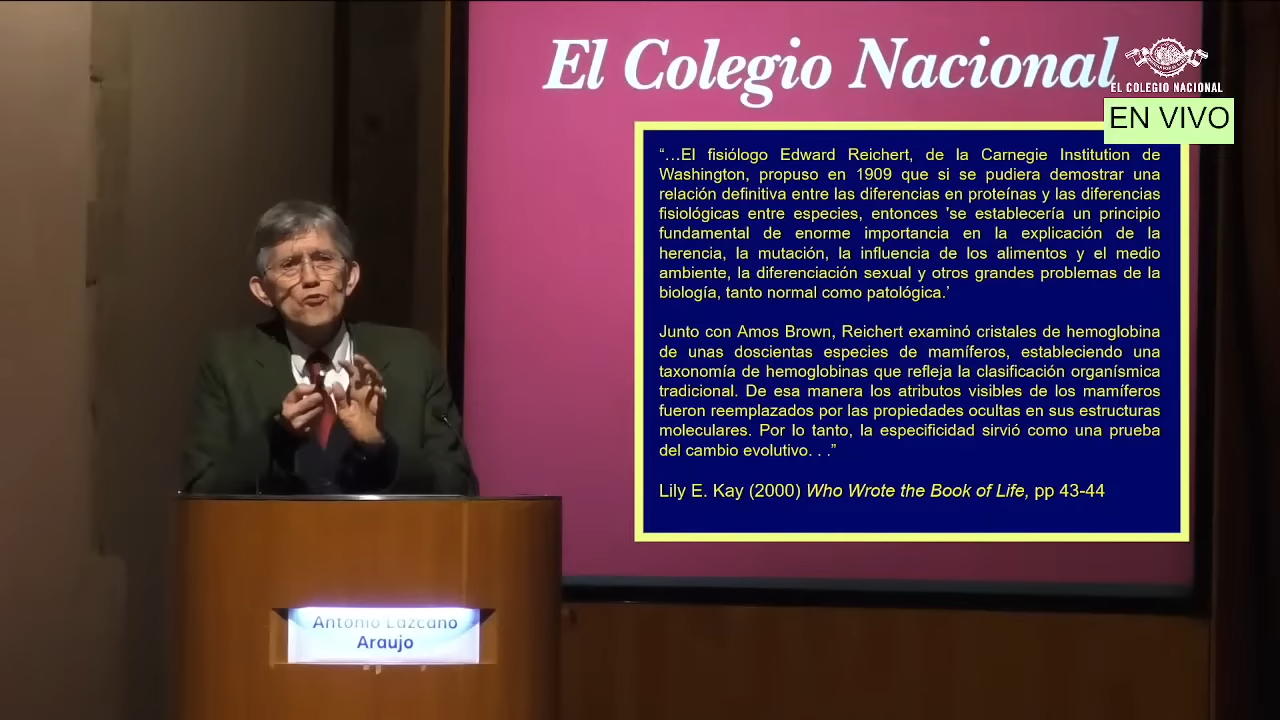 El Colegio Nacional
EL COLEGIO NACIONAL
EN VIVO
“…El fisiólogo Edward Reichert, de la Carnegie Institution de
Washington, propuso en 1909 que si se pudiera demostrar una
relación definitiva entre las diferencias en proteínas y las diferencias
fisiológicas entre especies, entonces 'se establecería un principio
fundamental de enorme importancia en la explicación de la
herencia, la mutación, la influencia de los alimentos y el medio
ambiente, la diferenciación sexual y otros grandes problemas de la
biología, tanto normal como patológica.’
Junto con Amos Brown, Reichert examinó cristales de hemoglobina
de unas doscientas especies de mamíferos, estableciendo una
taxonomía de hemoglobinas que refleja la clasificación organísmica
tradicional. De esa manera los atributos visibles de los mamíferos
fueron reemplazados por las propiedades ocultas en sus estructuras
moleculares. Por lo tanto, la especificidad sirvió como una prueba
del cambio evolutivo. . .”
Lily E. Kay (2000) Who Wrote the Book of Life, pp 43-44
Antonio Lazcano
Araujo